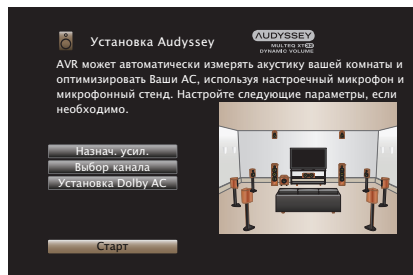 Установка Audyssey
AUDYSSEY
MULTEQ XT32
DYNAMIC VOLUME
AVR может автоматически измерять акустику вашей комнаты и
оптимизировать Ваши АС, используя настроечный микрофон и
микрофонный стенд. Настройте следующие параметры, если
необходимо.
Назнач. усил.
Выбор канала
Установка Dolby АС
Старт